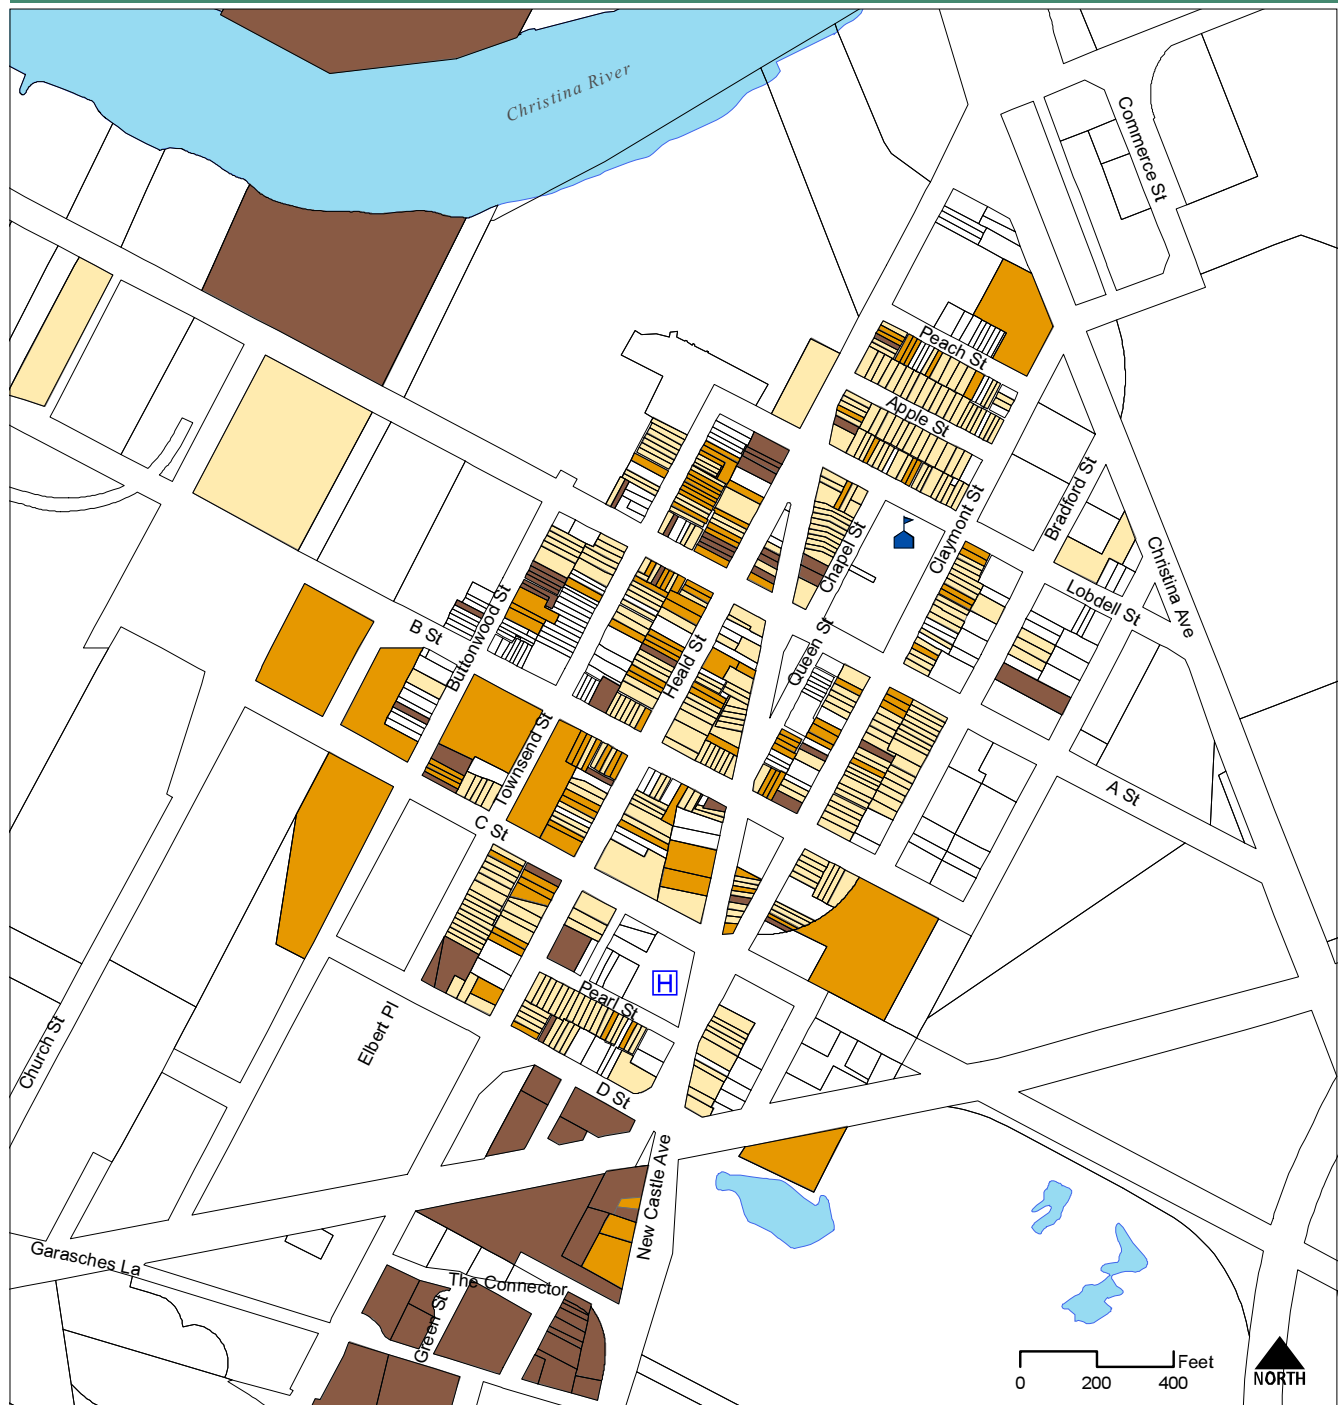 Christina River
Commerce St
Peach St
Apple St
Bradford St
Claymont St
Chapel St
Christina Ave
Lobdell St
B St
Buttonwood St
Heald St
Queen St
Townsend St
A St
C St
H
Pearl St
Elbert Pl
Church St
D St
New Castle Ave
Garasches La
The Connector
Green St
Feet
0 200 400
NORTH